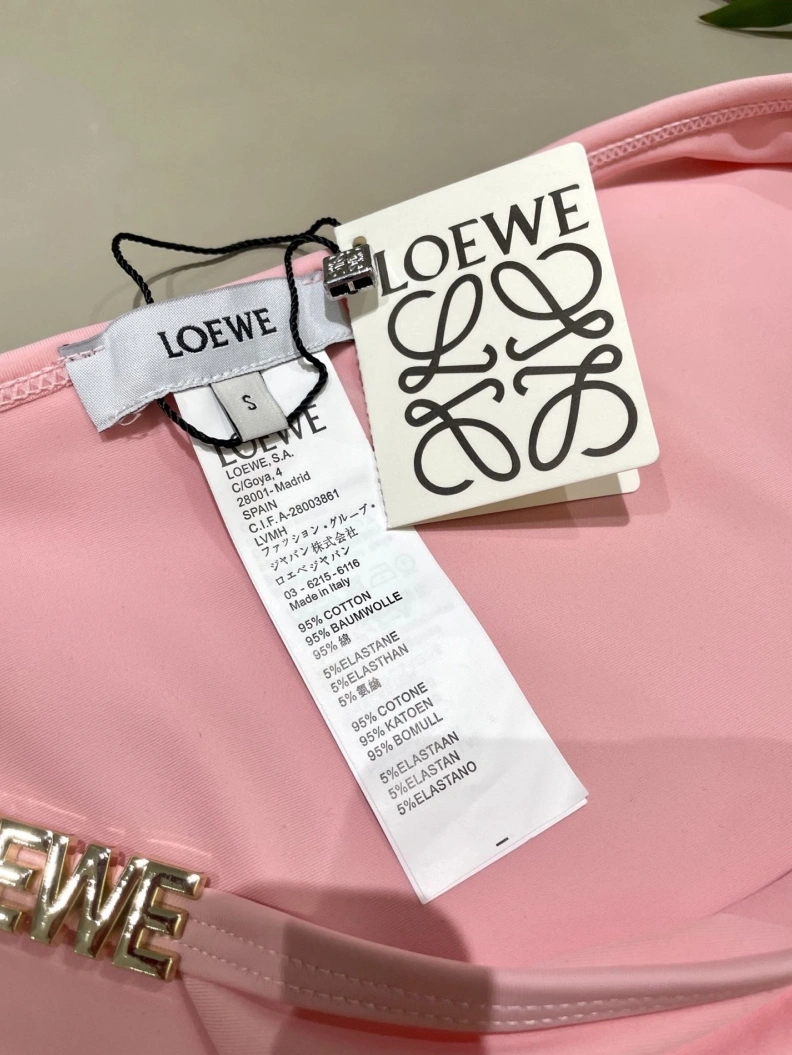 LOEWE
LOEWE
S
LOEWE
LOEWE, S.A.
C/Goya, 4
28001-Madrid
SPAIN
C.I.F.A-28003861
LVMH
ファッション・グループ・
ジャパン株式会社
ロエベジャパン
03 - 6215-6116
Made in Italy
95% COTTON
95% BAUMWOLLE
95% 綿
5%ELASTANE
5%ELASTHAN
5%
95% COTONE
95% KATOEN
95% BOMULL
5%ELASTAAN
5%ELASTAN
5%ELASTANO
EWE